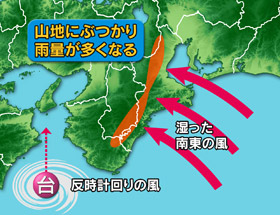 山地にぶつかり
雨量が多くなる
湿った
南東の風
台
反時計回りの風